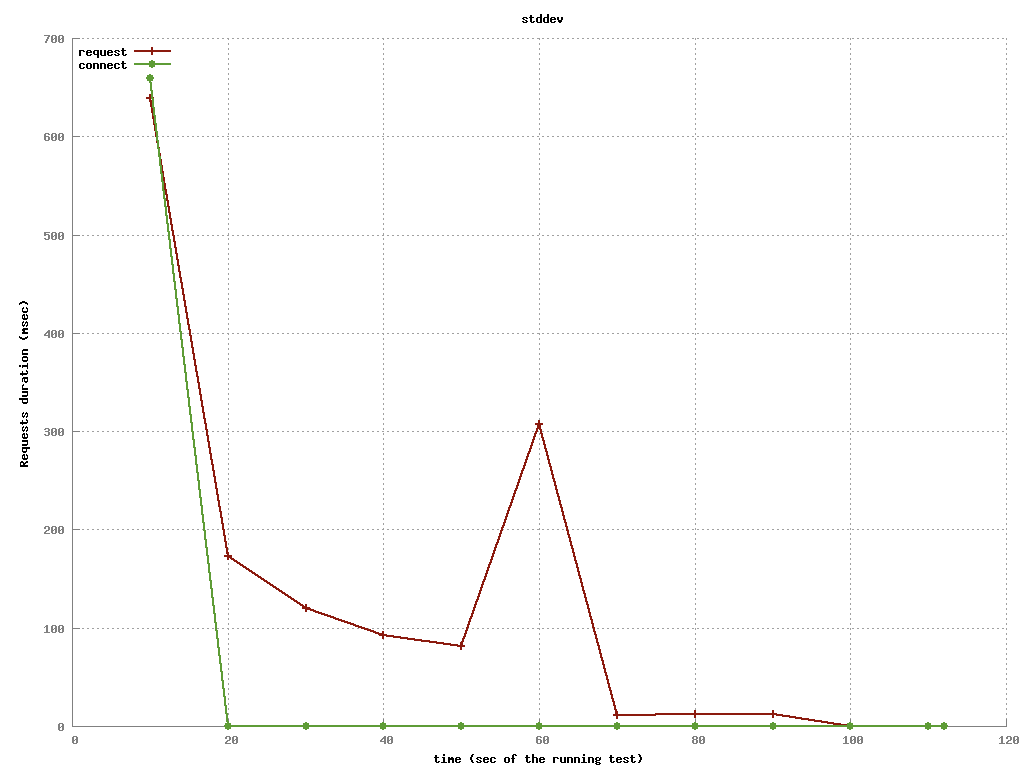 stddev
700
request
connect
600
500
400
300
200
100
0
Requests duration (msec)
0 20 40 60 80 100 120
time (sec of the running test)